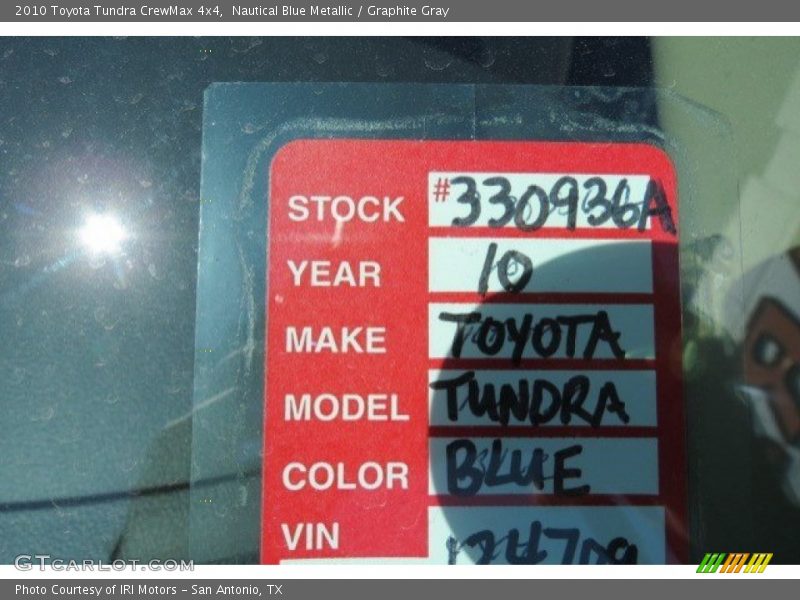 2010 Toyota Tundra CrewMax 4x4, Nautical Blue Metallic / Graphite Gray
STOCK #330936A
YEAR 10
MAKE TOYOTA
MODEL TUNDRA
COLOR BLUE
VIN 124709
GTCARLOT.COM
Photo Courtesy of IRI Motors - San Antonio, TX